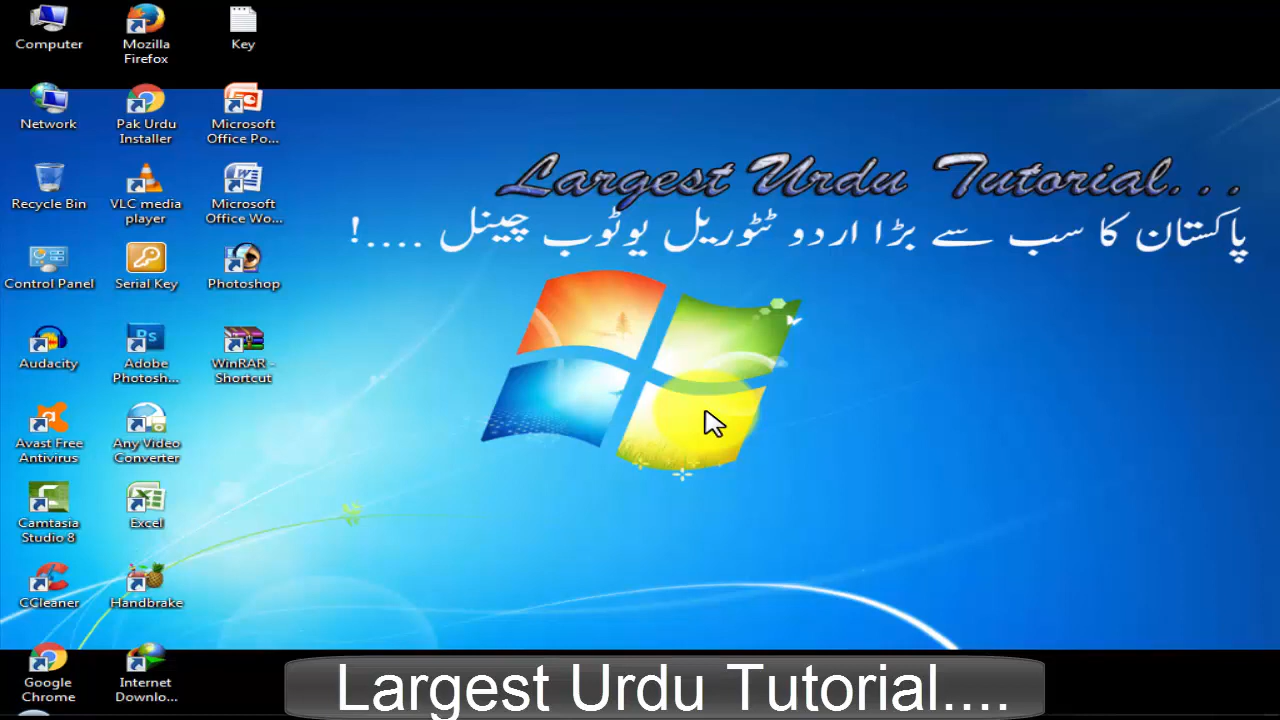 Computer
Mozilla
Firefox
Key
Network
Pak Urdu
Installer
Microsoft
Office Po...
Recycle Bin
VLC media
player
Microsoft
Office Wo...
Control Panel
Serial Key
Photoshop
Audacity
Adobe
Photosh...
WinRAR -
Shortcut
Avast Free
Antivirus
Any Video
Converter
Camtasia
Studio 8
Excel
CCleaner
Handbrake
Google
Chrome
Internet
Downlo...
Largest Urdu Tutorial. . .
پاکستان کا سب سے بڑا اردو ٹٹوریل یوٹوب چینل ....!
Largest Urdu Tutorial....